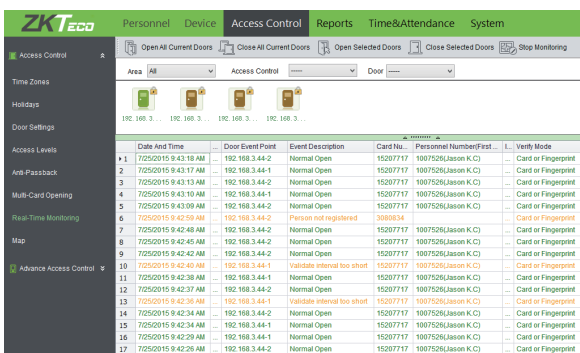 ZKTECO Personnel Device Access Control Reports Time&Attendance System
Open All Current Doors Close All Current Doors Open Selected Doors Close Selected Doors Stop Monitoring
Access Control
Area All Access Control ----- Door -----
Time Zones
Holidays
Door Settings
Access Levels
Anti-Passback
Multi-Card Opening
Real-Time Monitoring
Map
Advance Access Control
192.168.3... 192.168.3... 192.168.3... 192.168.3...
Date And Time ... Door Event Point Event Description Card Nu... Personnel Number(First ... I... Verify Mode
1 7/25/2015 9:43:18 AM ... 192.168.3.44-2 Normal Open 15207717 1007526(Jason K.C) ... Card or Fingerprint
2 7/25/2015 9:43:17 AM ... 192.168.3.44-1 Normal Open 15207717 1007526(Jason K.C) ... Card or Fingerprint
3 7/25/2015 9:43:13 AM ... 192.168.3.44-2 Normal Open 15207717 1007526(Jason K.C) ... Card or Fingerprint
4 7/25/2015 9:43:10 AM ... 192.168.3.44-1 Normal Open 15207717 1007526(Jason K.C) ... Card or Fingerprint
5 7/25/2015 9:43:09 AM ... 192.168.3.44-2 Normal Open 15207717 1007526(Jason K.C) ... Card or Fingerprint
6 7/25/2015 9:42:59 AM ... 192.168.3.44-2 Person not registered 3080834 ... Card or Fingerprint
7 7/25/2015 9:42:48 AM ... 192.168.3.44-2 Normal Open 15207717 1007526(Jason K.C) ... Card or Fingerprint
8 7/25/2015 9:42:45 AM ... 192.168.3.44-2 Normal Open 15207717 1007526(Jason K.C) ... Card or Fingerprint
9 7/25/2015 9:42:42 AM ... 192.168.3.44-2 Normal Open 15207717 1007526(Jason K.C) ... Card or Fingerprint
10 7/25/2015 9:42:40 AM ... 192.168.3.44-1 Validate interval too short 15207717 1007526(Jason K.C) ... Card or Fingerprint
11 7/25/2015 9:42:38 AM ... 192.168.3.44-1 Normal Open 15207717 1007526(Jason K.C) ... Card or Fingerprint
12 7/25/2015 9:42:37 AM ... 192.168.3.44-2 Normal Open 15207717 1007526(Jason K.C) ... Card or Fingerprint
13 7/25/2015 9:42:36 AM ... 192.168.3.44-1 Validate interval too short 15207717 1007526(Jason K.C) ... Card or Fingerprint
14 7/25/2015 9:42:34 AM ... 192.168.3.44-2 Normal Open 15207717 1007526(Jason K.C) ... Card or Fingerprint
15 7/25/2015 9:42:34 AM ... 192.168.3.44-1 Normal Open 15207717 1007526(Jason K.C) ... Card or Fingerprint
16 7/25/2015 9:42:29 AM ... 192.168.3.44-1 Normal Open 15207717 1007526(Jason K.C) ... Card or Fingerprint
17 7/25/2015 9:42:26 AM ... 192.168.3.44-2 Normal Open 15207717 1007526(Jason K.C) ... Card or Fingerprint